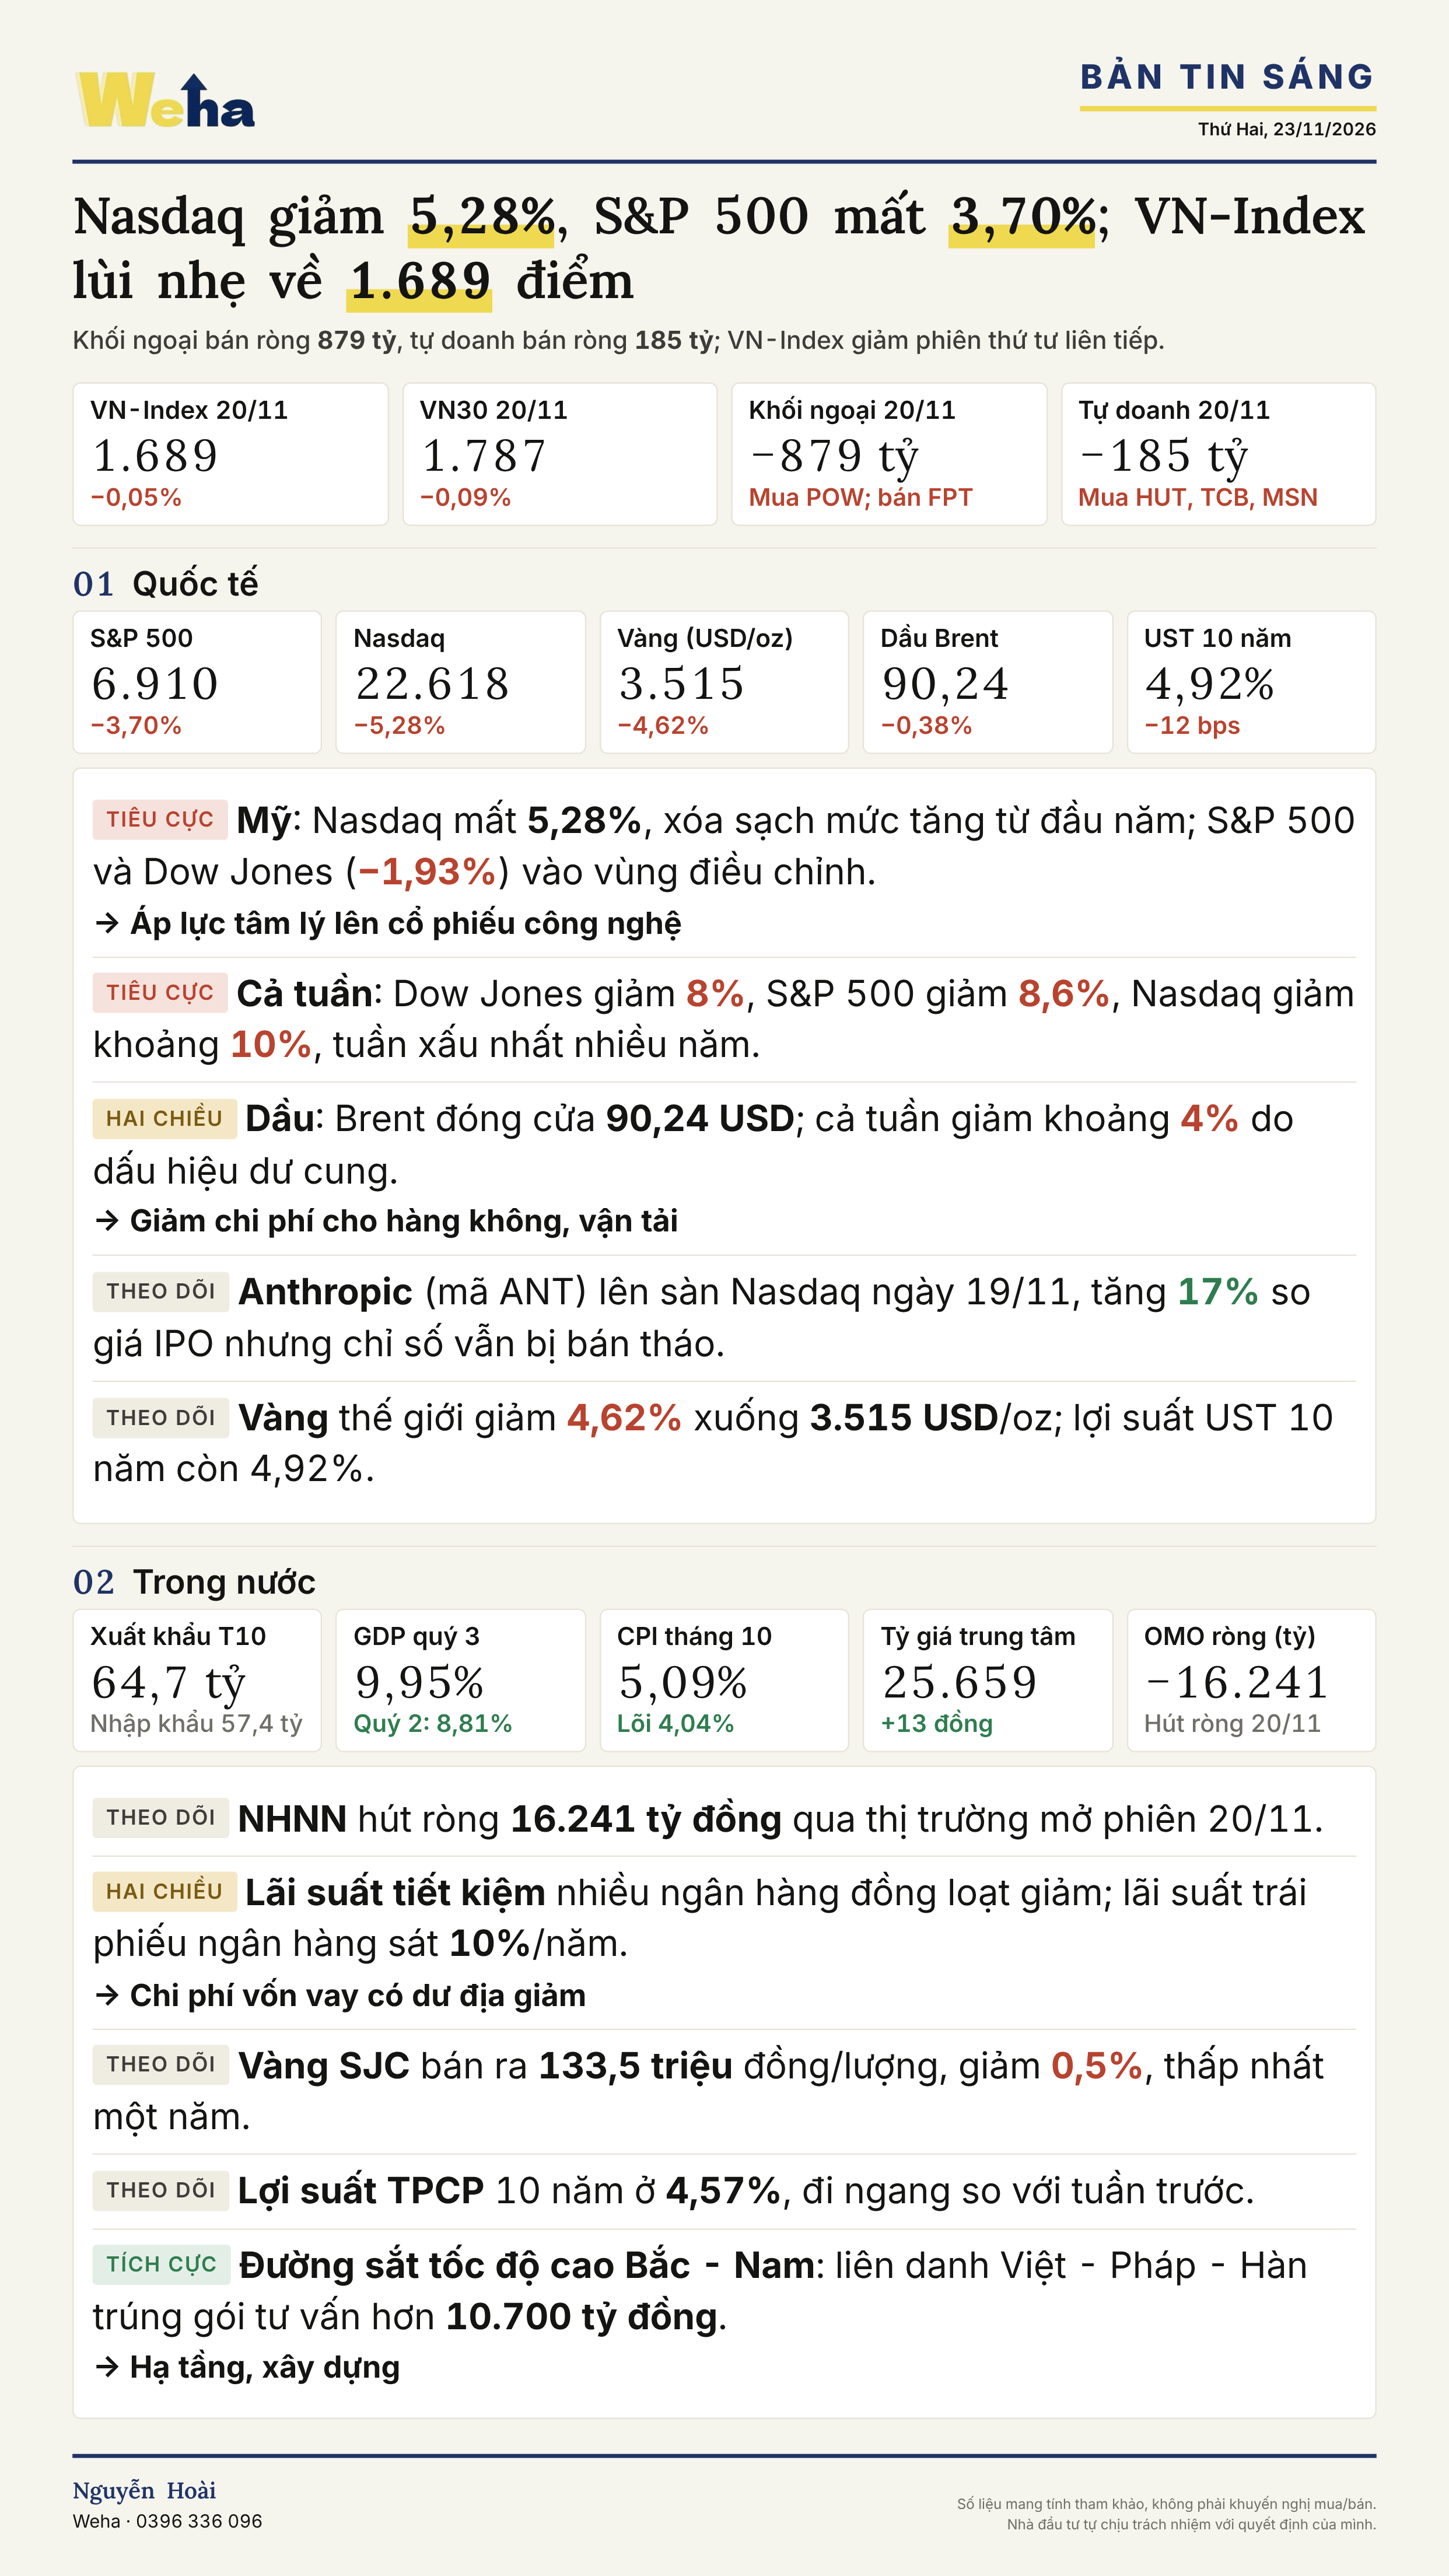 Weha
BẢN TIN SÁNG
Thứ Hai, 23/11/2026
Nasdaq giảm 5,28%, S&P 500 mất 3,70%; VN-Index
lùi nhẹ về 1.689 điểm
Khối ngoại bán ròng 879 tỷ, tự doanh bán ròng 185 tỷ; VN-Index giảm phiên thứ tư liên tiếp.
VN-Index 20/11
1.689
−0,05%
VN30 20/11
1.787
−0,09%
Khối ngoại 20/11
−879 tỷ
Mua POW; bán FPT
Tự doanh 20/11
−185 tỷ
Mua HUT, TCB, MSN
01 Quốc tế
S&P 500
6.910
−3,70%
Nasdaq
22.618
−5,28%
Vàng (USD/oz)
3.515
−4,62%
Dầu Brent
90,24
−0,38%
UST 10 năm
4,92%
−12 bps
TIÊU CỰC Mỹ: Nasdaq mất 5,28%, xóa sạch mức tăng từ đầu năm; S&P 500
và Dow Jones (−1,93%) vào vùng điều chỉnh.
→ Áp lực tâm lý lên cổ phiếu công nghệ
TIÊU CỰC Cả tuần: Dow Jones giảm 8%, S&P 500 giảm 8,6%, Nasdaq giảm
khoảng 10%, tuần xấu nhất nhiều năm.
HAI CHIỀU Dầu: Brent đóng cửa 90,24 USD; cả tuần giảm khoảng 4% do
dấu hiệu dư cung.
→ Giảm chi phí cho hàng không, vận tải
THEO DÕI Anthropic (mã ANT) lên sàn Nasdaq ngày 19/11, tăng 17% so
giá IPO nhưng chỉ số vẫn bị bán tháo.
THEO DÕI Vàng thế giới giảm 4,62% xuống 3.515 USD/oz; lợi suất UST 10
năm còn 4,92%.
02 Trong nước
Xuất khẩu T10
64,7 tỷ
Nhập khẩu 57,4 tỷ
GDP quý 3
9,95%
Quý 2: 8,81%
CPI tháng 10
5,09%
Lõi 4,04%
Tỷ giá trung tâm
25.659
+13 đồng
OMO ròng (tỷ)
−16.241
Hút ròng 20/11
THEO DÕI NHNN hút ròng 16.241 tỷ đồng qua thị trường mở phiên 20/11.
HAI CHIỀU Lãi suất tiết kiệm nhiều ngân hàng đồng loạt giảm; lãi suất trái
phiếu ngân hàng sát 10%/năm.
→ Chi phí vốn vay có dư địa giảm
THEO DÕI Vàng SJC bán ra 133,5 triệu đồng/lượng, giảm 0,5%, thấp nhất
một năm.
THEO DÕI Lợi suất TPCP 10 năm ở 4,57%, đi ngang so với tuần trước.
TÍCH CỰC Đường sắt tốc độ cao Bắc - Nam: liên danh Việt - Pháp - Hàn
trúng gói tư vấn hơn 10.700 tỷ đồng.
→ Hạ tầng, xây dựng
Nguyễn Hoài
Weha · 0396 336 096
Số liệu mang tính tham khảo, không phải khuyến nghị mua/bán.
Nhà đầu tư tự chịu trách nhiệm với quyết định của mình.